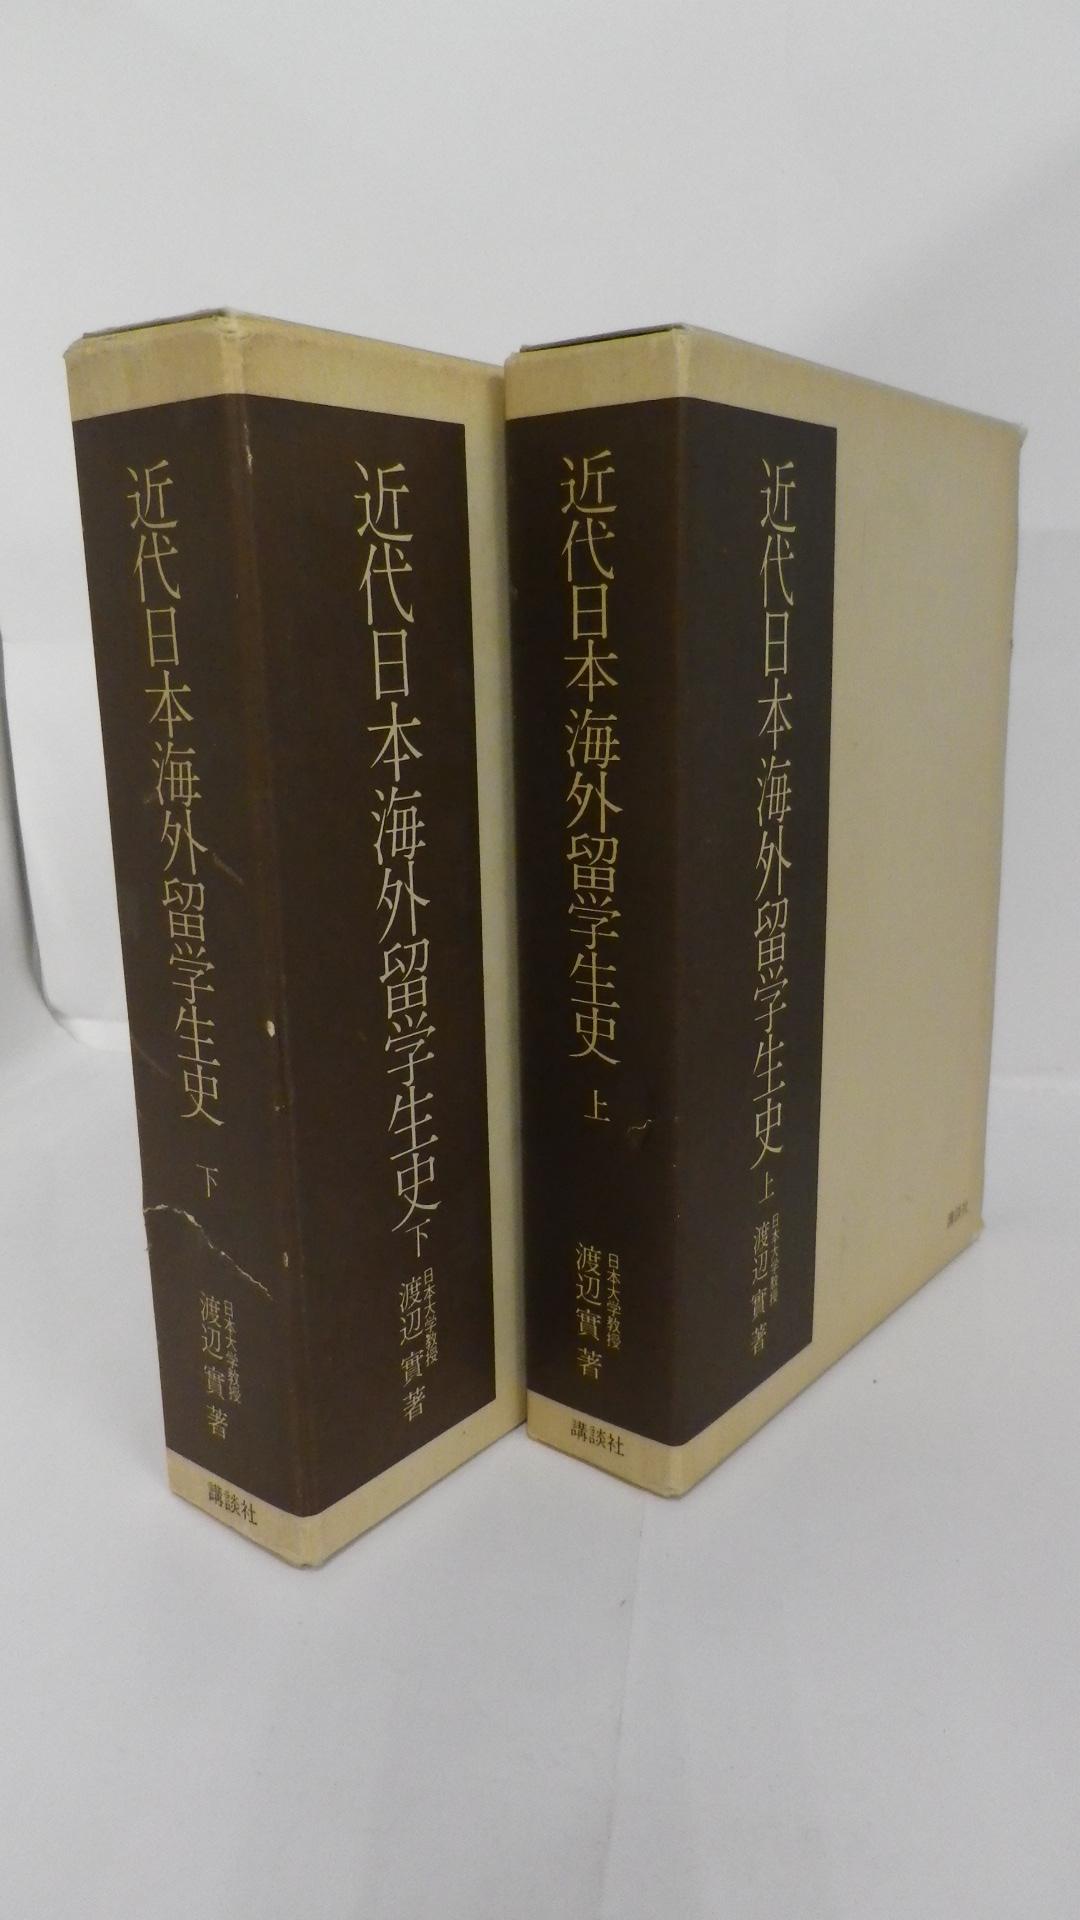 近代日本海外留学生史 下
日本大学教授
渡辺實著
講談社
近代日本海外留学生史 下
日本大学教授
渡辺實著
近代日本海外留学生史 上
日本大学教授
渡辺實著
講談社
近代日本海外留学生史 上
日本大学教授
渡辺實著
講談社